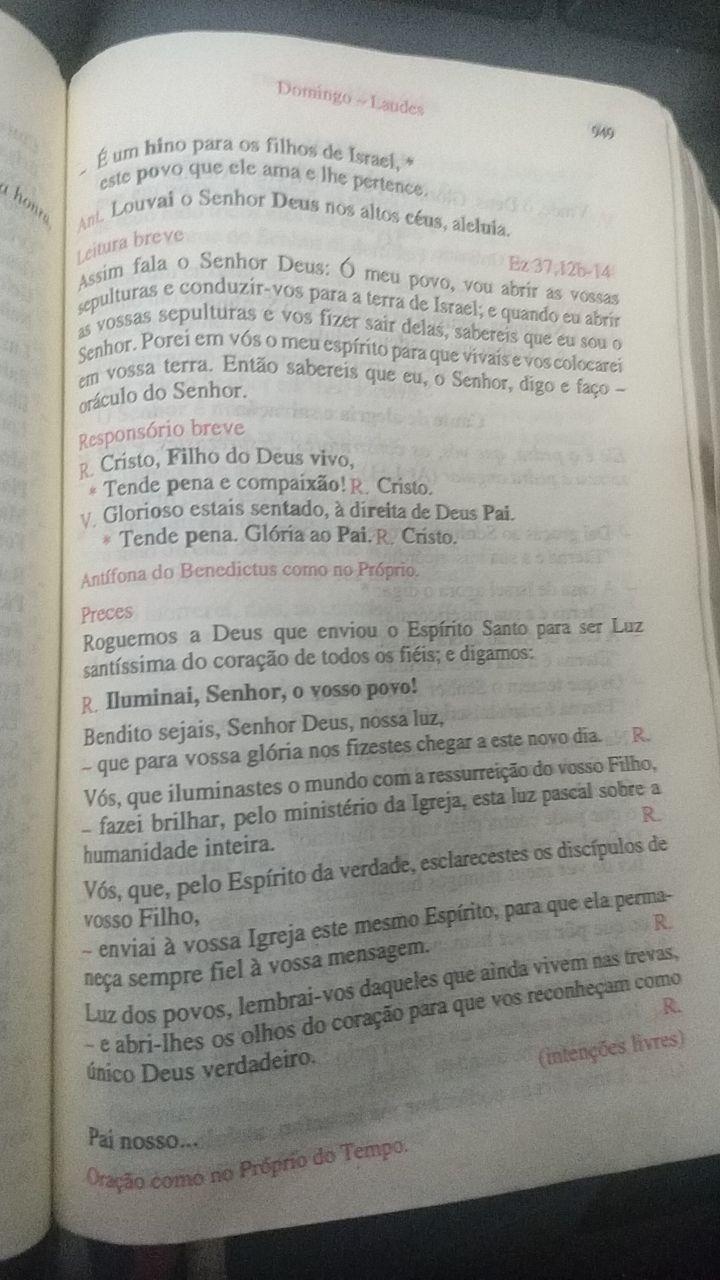 Domingo – Laudes
949
a honra,
– É um hino para os filhos de Israel, *
este povo que ele ama e lhe pertence.
Ant. Louvai o Senhor Deus nos altos céus, aleluia.
Leitura breve
Ez 37,12b-14
Assim fala o Senhor Deus: Ó meu povo, vou abrir as vossas
sepulturas e conduzir-vos para a terra de Israel; e quando eu abrir
as vossas sepulturas e vos fizer sair delas, sabereis que eu sou o
Senhor. Porei em vós o meu espírito para que vivais e vos colocarei
em vossa terra. Então sabereis que eu, o Senhor, digo e faço –
oráculo do Senhor.
Responsório breve
R. Cristo, Filho do Deus vivo,
* Tende pena e compaixão! R. Cristo.
V. Glorioso estais sentado, à direita de Deus Pai.
* Tende pena. Glória ao Pai. R. Cristo.
Antífona do Benedictus como no Próprio.
Preces
Roguemos a Deus que enviou o Espírito Santo para ser Luz
santíssima do coração de todos os fiéis; e digamos:
R. Iluminai, Senhor, o vosso povo!
Bendito sejais, Senhor Deus, nossa luz,
– que para vossa glória nos fizestes chegar a este novo dia. R.
Vós, que iluminastes o mundo com a ressurreição do vosso Filho,
– fazei brilhar, pelo ministério da Igreja, esta luz pascal sobre a
humanidade inteira. R.
Vós, que, pelo Espírito da verdade, esclarecestes os discípulos de
vosso Filho,
– enviai à vossa Igreja este mesmo Espírito, para que ela perma-
neça sempre fiel à vossa mensagem. R.
Luz dos povos, lembrai-vos daqueles que ainda vivem nas trevas,
– e abri-lhes os olhos do coração para que vos reconheçam como
único Deus verdadeiro. R.
(intenções livres)
Pai nosso...
Oração como no Próprio do Tempo.